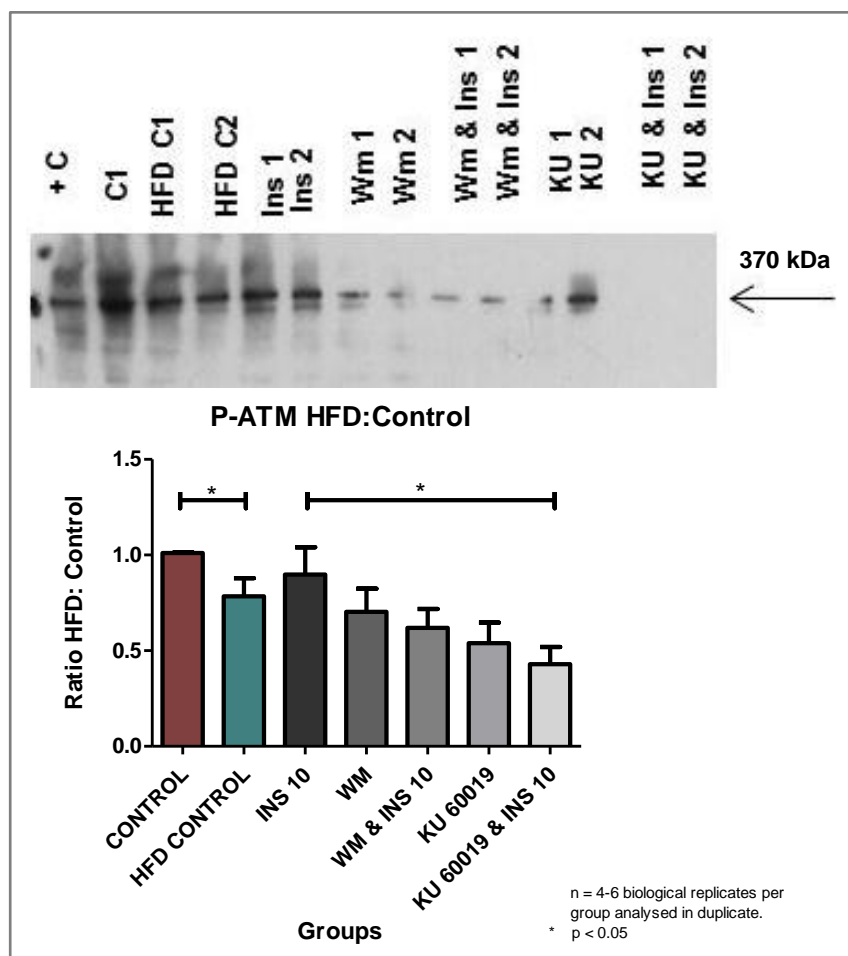 + C
C1
HFD C1
HFD C2
Ins 1
Ins 2
Wm 1
Wm 2
Wm & Ins 1
Wm & Ins 2
KU 1
KU 2
KU & Ins 1
KU & Ins 2
370 kDa
P-ATM HFD:Control
Ratio HFD: Control
1.5
1.0
0.5
0.0
*
*
CONTROL
HFD CONTROL
INS 10
WM
WM & INS 10
KU 60019
KU 60019 & INS 10
Groups
n = 4-6 biological replicates per
group analysed in duplicate.
* p < 0.05